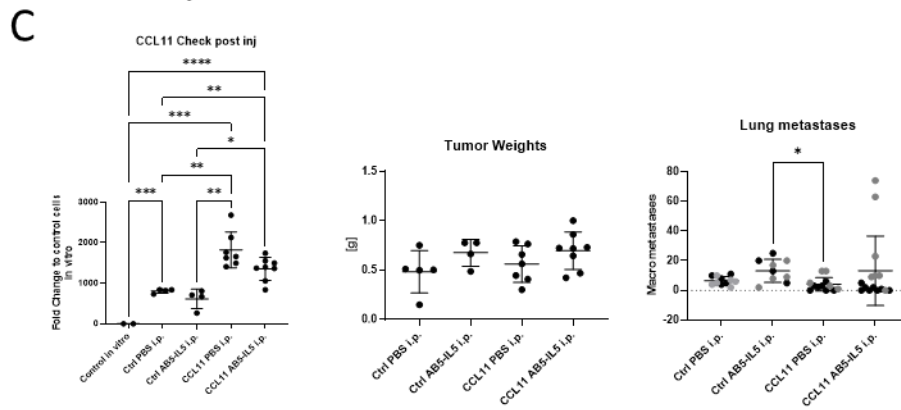 C
CCL11 Check post inj
****
**
***
*
**
***
**
Fold Change to control cells
in vitro
3000
2000
1000
0
Control in vitro
Ctrl PBS i.p.
Ctrl AB5-IL5 i.p.
CCL11 PBS i.p.
CCL11 AB5-IL5 i.p.
Tumor Weights
[g]
1.5
1.0
0.5
0.0
Ctrl PBS i.p.
Ctrl AB5-IL5 i.p.
CCL11 PBS i.p.
CCL11 AB5-IL5 i.p.
Lung metastases
*
Macro metastases
80
60
40
20
0
-20
Ctrl PBS i.p.
Ctrl AB5-IL5 i.p.
CCL11 PBS i.p.
CCL11 AB5-IL5 i.p.